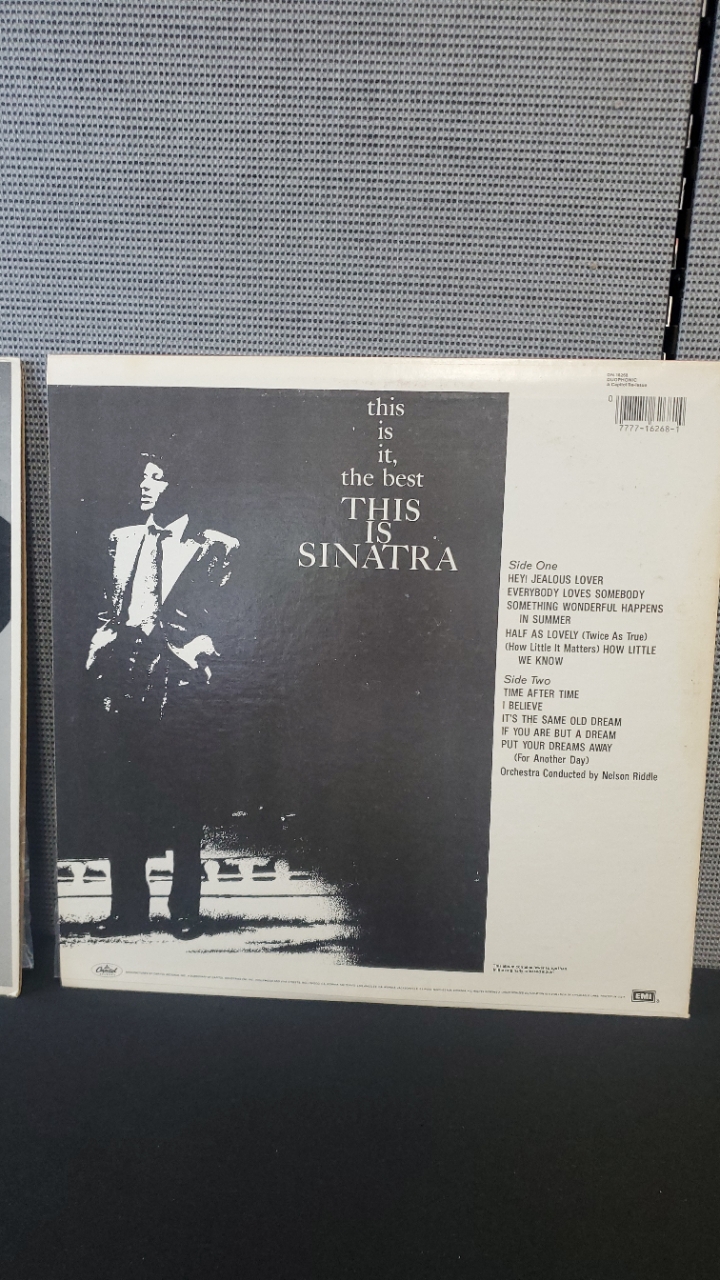 DUOPHONIC
0
7777-16268-1
this
is
it,
the best
THIS
IS
SINATRA
Side One
HEY! JEALOUS LOVER
EVERYBODY LOVES SOMEBODY
SOMETHING WONDERFUL HAPPENS
IN SUMMER
HALF AS LOVELY (Twice As True)
(How Little It Matters) HOW LITTLE
WE KNOW
Side Two
TIME AFTER TIME
I BELIEVE
IT'S THE SAME OLD DREAM
IF YOU ARE BUT A DREAM
PUT YOUR DREAMS AWAY
(For Another Day)
Orchestra Conducted by Nelson Riddle
Capitol
EMI